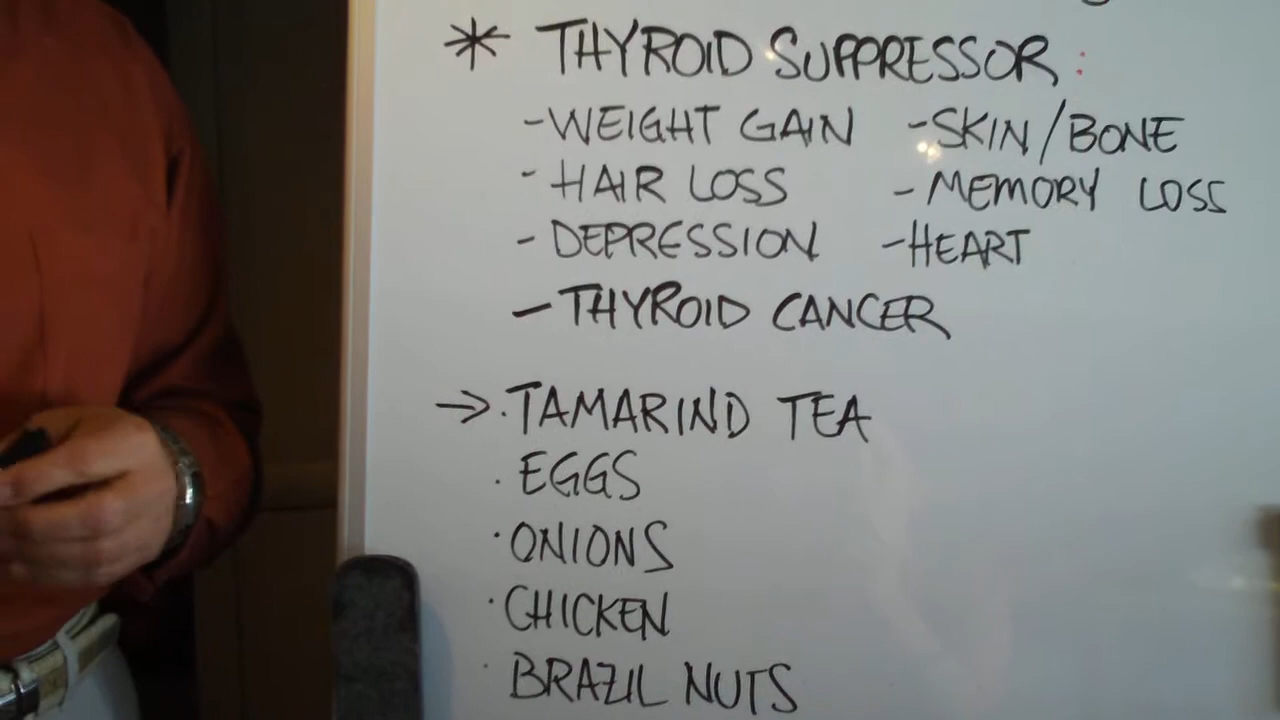 * THYROID SUPPRESSOR:
- WEIGHT GAIN - SKIN/BONE
- HAIR LOSS - MEMORY LOSS
- DEPRESSION - HEART
- THYROID CANCER
→ · TAMARIND TEA
· EGGS
· ONIONS
· CHICKEN
· BRAZIL NUTS